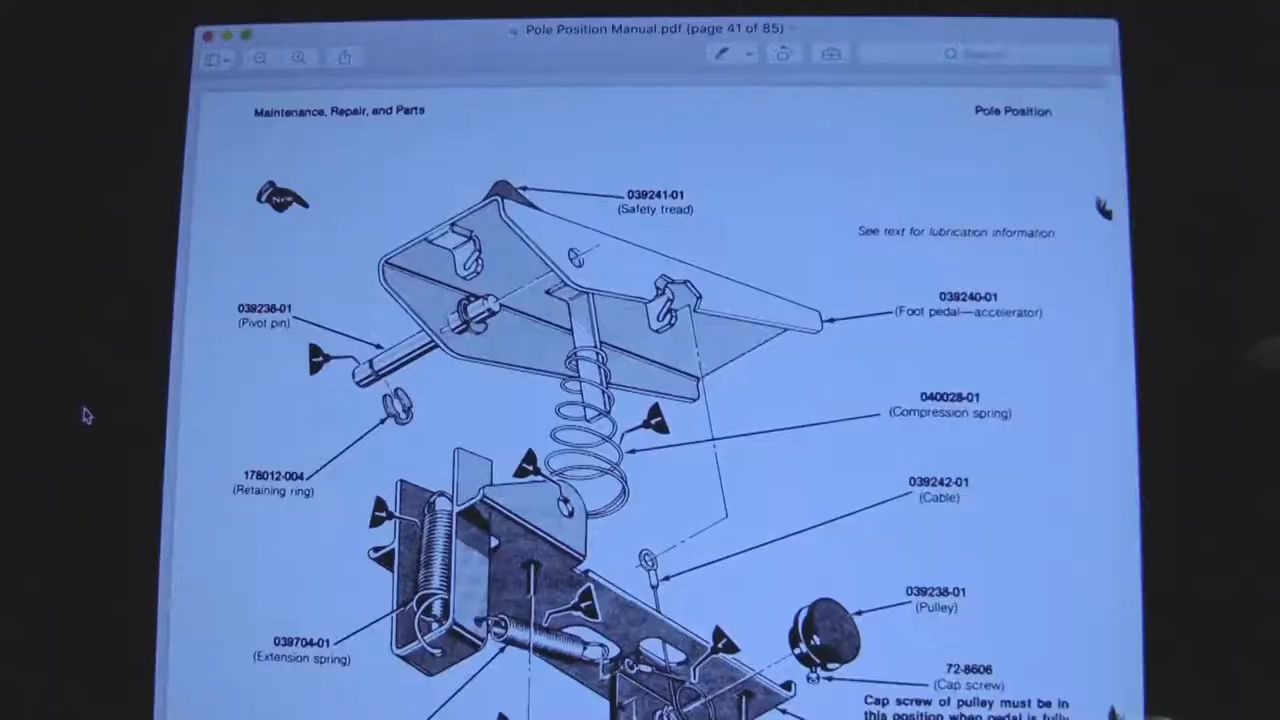 Pole Position Manual.pdf (page 41 of 85)
Search
Maintenance, Repair, and Parts
Pole Position
New
039241-01
(Safety tread)
See text for lubrication information
039236-01
(Pivot pin)
039240-01
(Foot pedal—accelerator)
040028-01
(Compression spring)
178012-004
(Retaining ring)
039242-01
(Cable)
039238-01
(Pulley)
039704-01
(Extension spring)
72-8606
(Cap screw)
Cap screw of pulley must be in
this position when pedal is fully